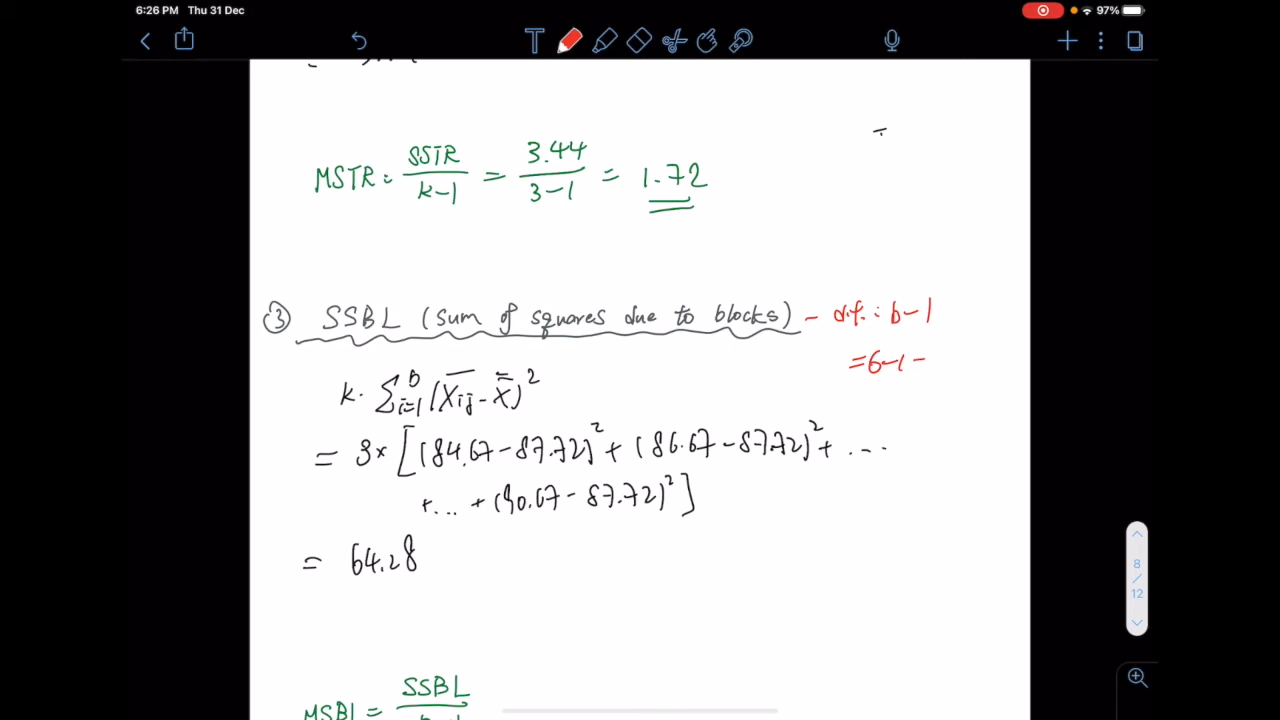 6:26 PM Thu 31 Dec
97%
MSTR = SSTR / k-1 = 3.44 / 3-1 = 1.72
③ SSBL (sum of squares due to blocks) - d.f. : b-1
= 6-1 -
k. ∑ᵢ₌₁ᵇ (X̄ij - X̿)²
= 3× [(84.67-87.72)² + (86.67-87.72)² + ....
+... + (90.67-87.72)²]
= 64.28
8
/
12
MSBL = SSBL